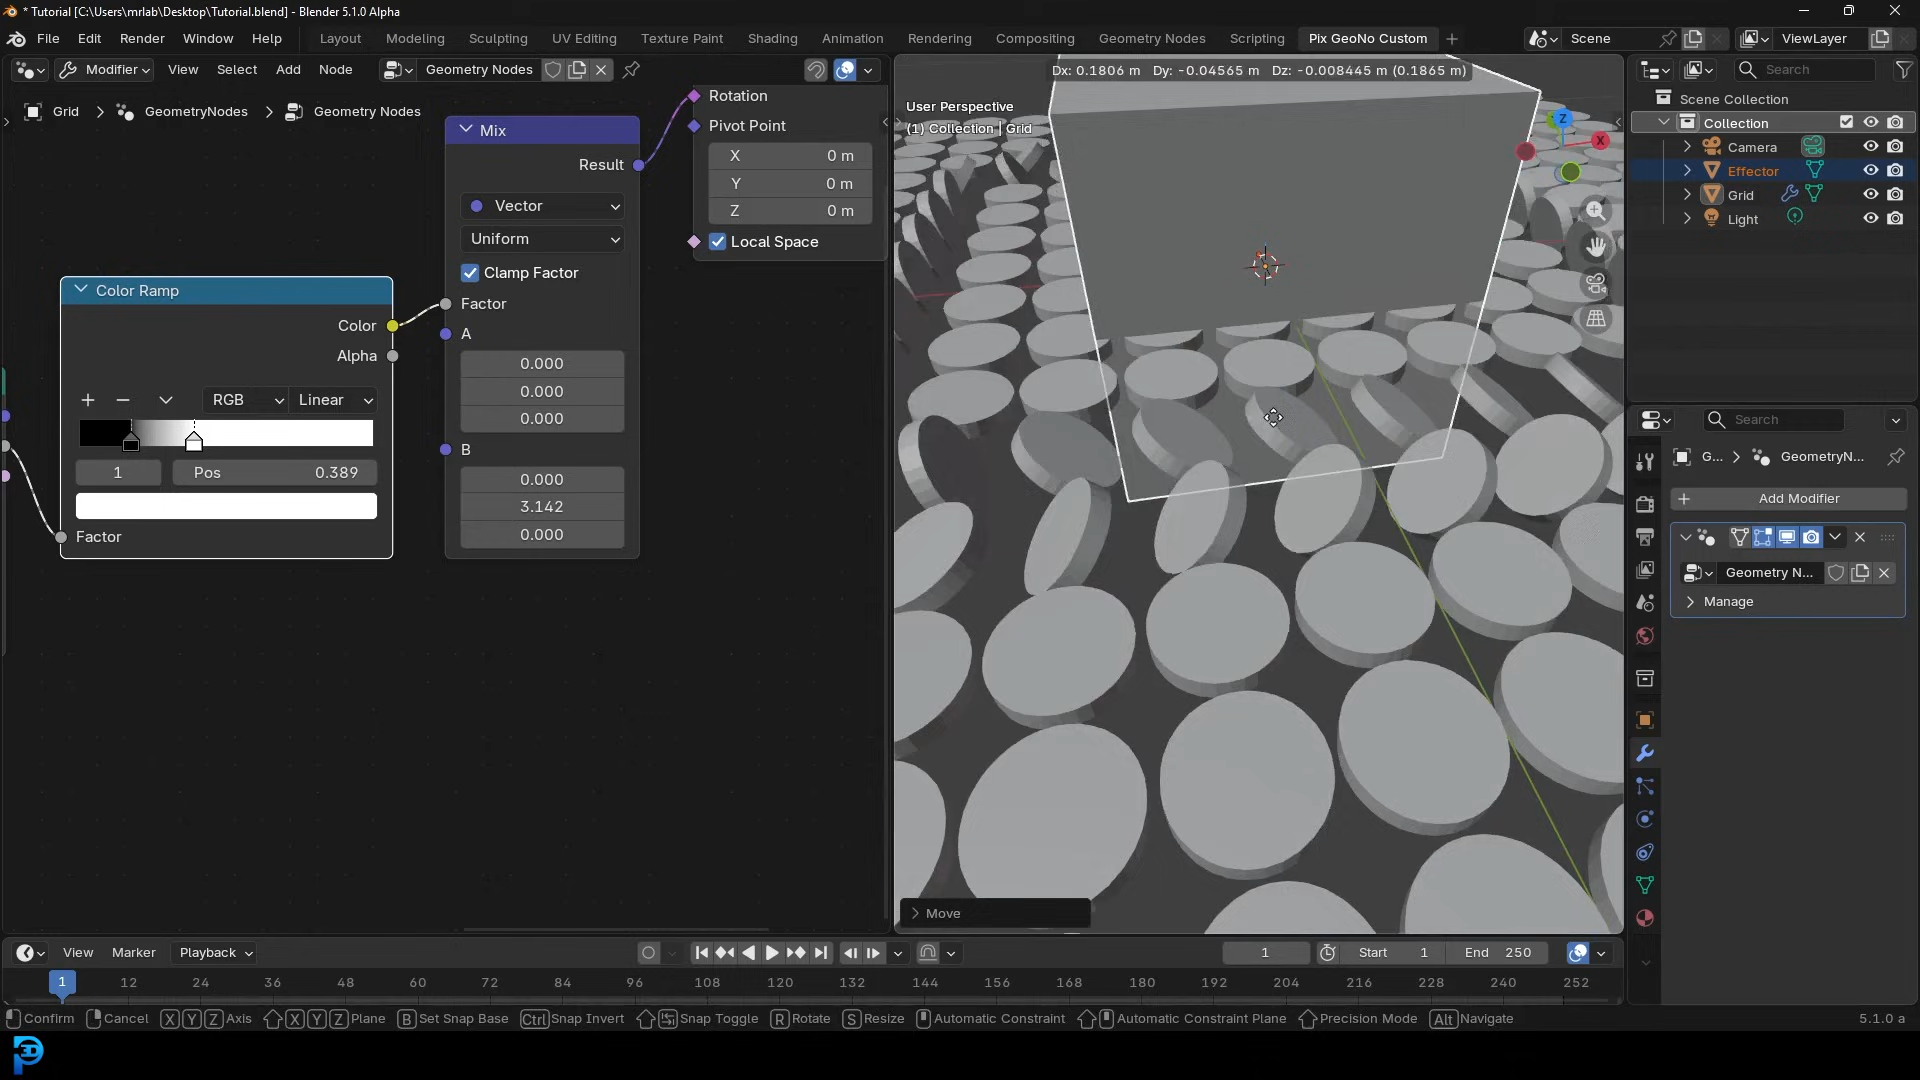 * Tutorial [C:\Users\mrlab\Desktop\Tutorial.blend] - Blender 5.1.0 Alpha
File Edit Render Window Help Layout Modeling Sculpting UV Editing Texture Paint Shading Animation Rendering Compositing Geometry Nodes Scripting Pix GeoNo Custom Scene ViewLayer
Modifier View Select Add Node Geometry Nodes
Grid > GeometryNodes > Geometry Nodes
Mix
Result
Vector
Uniform
Clamp Factor
Factor
A
0.000
0.000
0.000
B
0.000
3.142
0.000
Rotation
Pivot Point
X 0 m
Y 0 m
Z 0 m
Local Space
Color Ramp
Color
Alpha
RGB Linear
1 Pos 0.389
Factor
Dx: 0.1806 m Dy: -0.04565 m Dz: -0.008445 m (0.1865 m)
User Perspective
(1) Collection | Grid
Z
X
> Move
Search
Scene Collection
Collection
Camera
Effector
Grid
Light
Search
G... > GeometryN...
+ Add Modifier
Geometry N...
Manage
View Marker Playback
1 Start 1 End 250
1 12 24 36 48 60 72 84 96 108 120 132 144 156 168 180 192 204 216 228 240 252
Confirm Cancel X Y Z Axis X Y Z Plane B Set Snap Base Ctrl Snap Invert Snap Toggle R Rotate S Resize Automatic Constraint Automatic Constraint Plane Precision Mode Alt Navigate 5.1.0 a